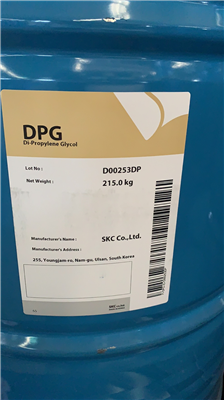 DPG
Di-Propylene Glycol
Lot No : D00253DP
Net Weight : 215.0 kg
Manufacturer's Name : SKC Co.,Ltd.
Manufacturer's Address :
255, Youngjam-ro, Nam-gu, Ulsan, South Korea